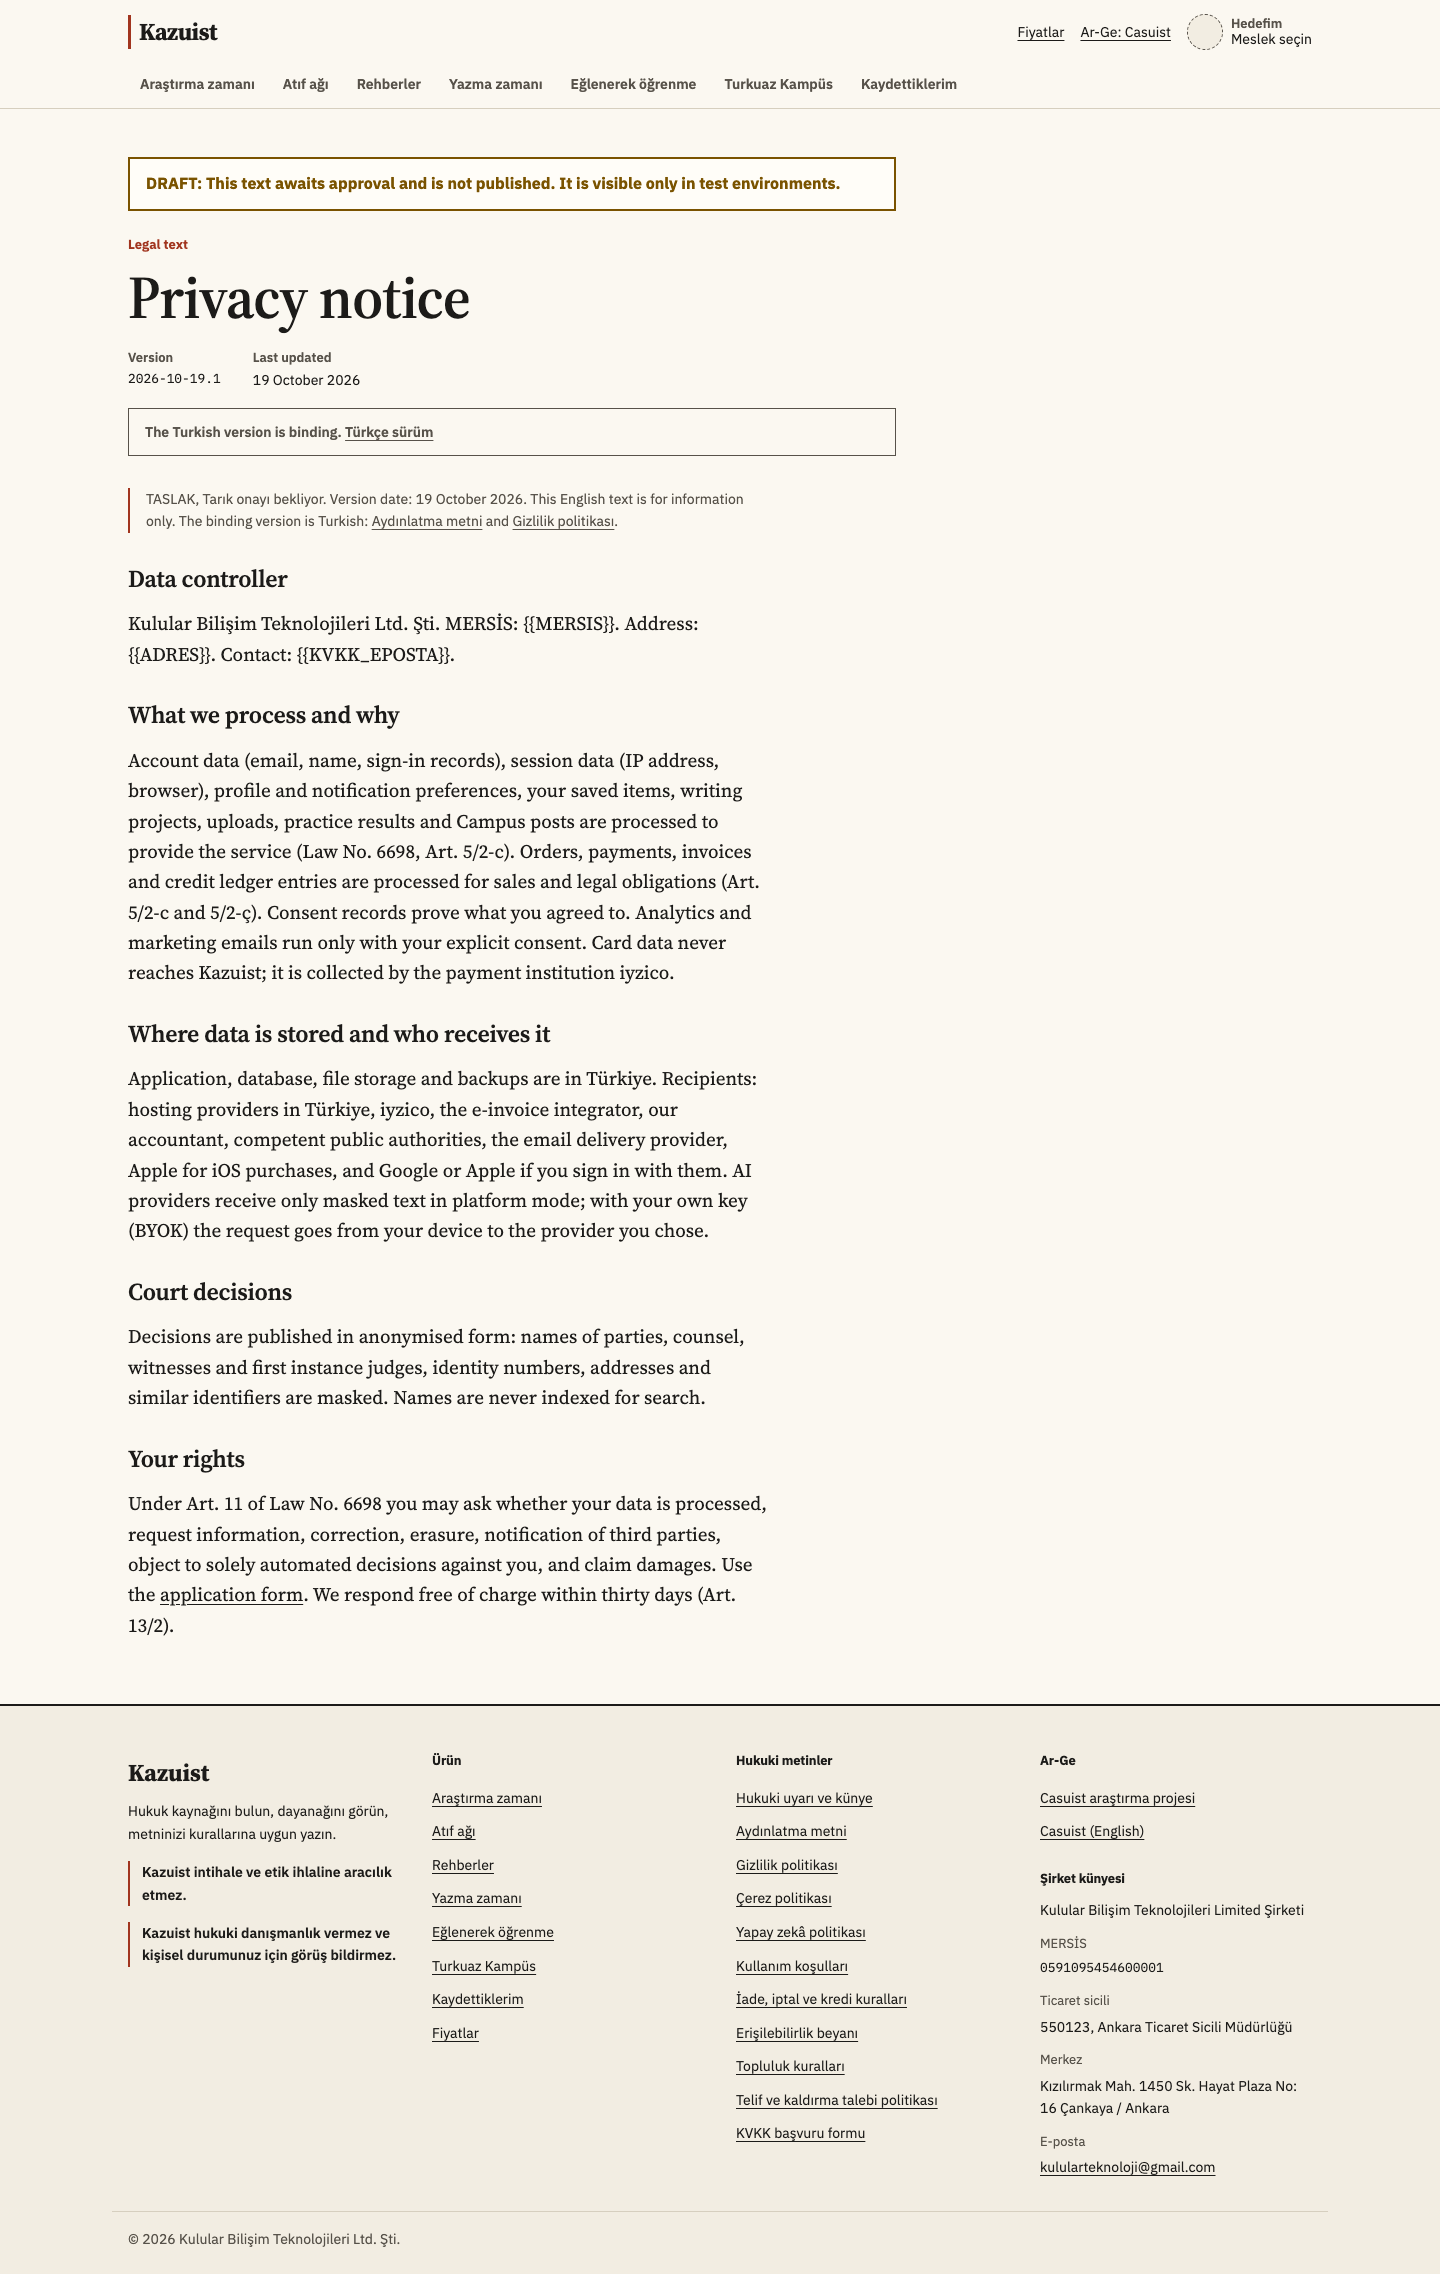 Kazuist
Fiyatlar
Ar-Ge: Casuist
Hedefim
Meslek seçin
Araştırma zamanı
Atıf ağı
Rehberler
Yazma zamanı
Eğlenerek öğrenme
Turkuaz Kampüs
Kaydettiklerim
DRAFT: This text awaits approval and is not published. It is visible only in test environments.
Legal text
Privacy notice
Version
2026-10-19.1
Last updated
19 October 2026
The Turkish version is binding. Türkçe sürüm
TASLAK, Tarık onayı bekliyor. Version date: 19 October 2026. This English text is for information
only. The binding version is Turkish: Aydınlatma metni and Gizlilik politikası.
Data controller
Kulular Bilişim Teknolojileri Ltd. Şti. MERSİS: {{MERSIS}}. Address:
{{ADRES}}. Contact: {{KVKK_EPOSTA}}.
What we process and why
Account data (email, name, sign-in records), session data (IP address,
browser), profile and notification preferences, your saved items, writing
projects, uploads, practice results and Campus posts are processed to
provide the service (Law No. 6698, Art. 5/2-c). Orders, payments, invoices
and credit ledger entries are processed for sales and legal obligations (Art.
5/2-c and 5/2-ç). Consent records prove what you agreed to. Analytics and
marketing emails run only with your explicit consent. Card data never
reaches Kazuist; it is collected by the payment institution iyzico.
Where data is stored and who receives it
Application, database, file storage and backups are in Türkiye. Recipients:
hosting providers in Türkiye, iyzico, the e-invoice integrator, our
accountant, competent public authorities, the email delivery provider,
Apple for iOS purchases, and Google or Apple if you sign in with them. AI
providers receive only masked text in platform mode; with your own key
(BYOK) the request goes from your device to the provider you chose.
Court decisions
Decisions are published in anonymised form: names of parties, counsel,
witnesses and first instance judges, identity numbers, addresses and
similar identifiers are masked. Names are never indexed for search.
Your rights
Under Art. 11 of Law No. 6698 you may ask whether your data is processed,
request information, correction, erasure, notification of third parties,
object to solely automated decisions against you, and claim damages. Use
the application form. We respond free of charge within thirty days (Art.
13/2).
Kazuist
Hukuk kaynağını bulun, dayanağını görün,
metninizi kurallarına uygun yazın.
Kazuist intihale ve etik ihlaline aracılık
etmez.
Kazuist hukuki danışmanlık vermez ve
kişisel durumunuz için görüş bildirmez.
Ürün
Araştırma zamanı
Atıf ağı
Rehberler
Yazma zamanı
Eğlenerek öğrenme
Turkuaz Kampüs
Kaydettiklerim
Fiyatlar
Hukuki metinler
Hukuki uyarı ve künye
Aydınlatma metni
Gizlilik politikası
Çerez politikası
Yapay zekâ politikası
Kullanım koşulları
İade, iptal ve kredi kuralları
Erişilebilirlik beyanı
Topluluk kuralları
Telif ve kaldırma talebi politikası
KVKK başvuru formu
Ar-Ge
Casuist araştırma projesi
Casuist (English)
Şirket künyesi
Kulular Bilişim Teknolojileri Limited Şirketi
MERSİS
0591095454600001
Ticaret sicili
550123, Ankara Ticaret Sicili Müdürlüğü
Merkez
Kızılırmak Mah. 1450 Sk. Hayat Plaza No:
16 Çankaya / Ankara
E-posta
kulularteknoloji@gmail.com
© 2026 Kulular Bilişim Teknolojileri Ltd. Şti.